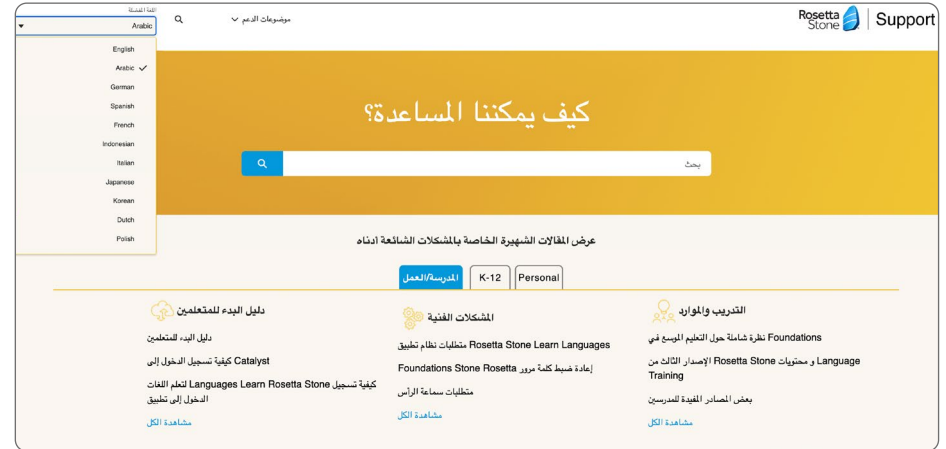 Rosetta Stone | Support
موضوعات الدعم
اللغة المفضلة
Arabic
English
Arabic
German
Spanish
French
Indonesian
Italian
Japanese
Korean
Dutch
Polish
كيف يمكننا المساعدة؟
بحث
عرض المقالات الشهيرة الخاصة بالمشكلات الشائعة أدناه
Personal
K-12
المدرسة/العمل
التدريب والموارد
Foundations نظرة شاملة حول التعليم الموسع في
Language و محتويات Rosetta Stone الإصدار الثالث من
Training
بعض المصادر المفيدة للمدرسين
مشاهدة الكل
المشكلات الفنية
Rosetta Stone Learn Languages متطلبات نظام تطبيق
Foundations Stone Rosetta إعادة ضبط كلمة مرور
متطلبات سماعة الرأس
مشاهدة الكل
دليل البدء للمتعلمين
دليل البدء للمتعلمين
Catalyst كيفية تسجيل الدخول إلى
كيفية تسجيل Languages Learn Rosetta Stone لتعلم اللغات
الدخول إلى تطبيق
مشاهدة الكل